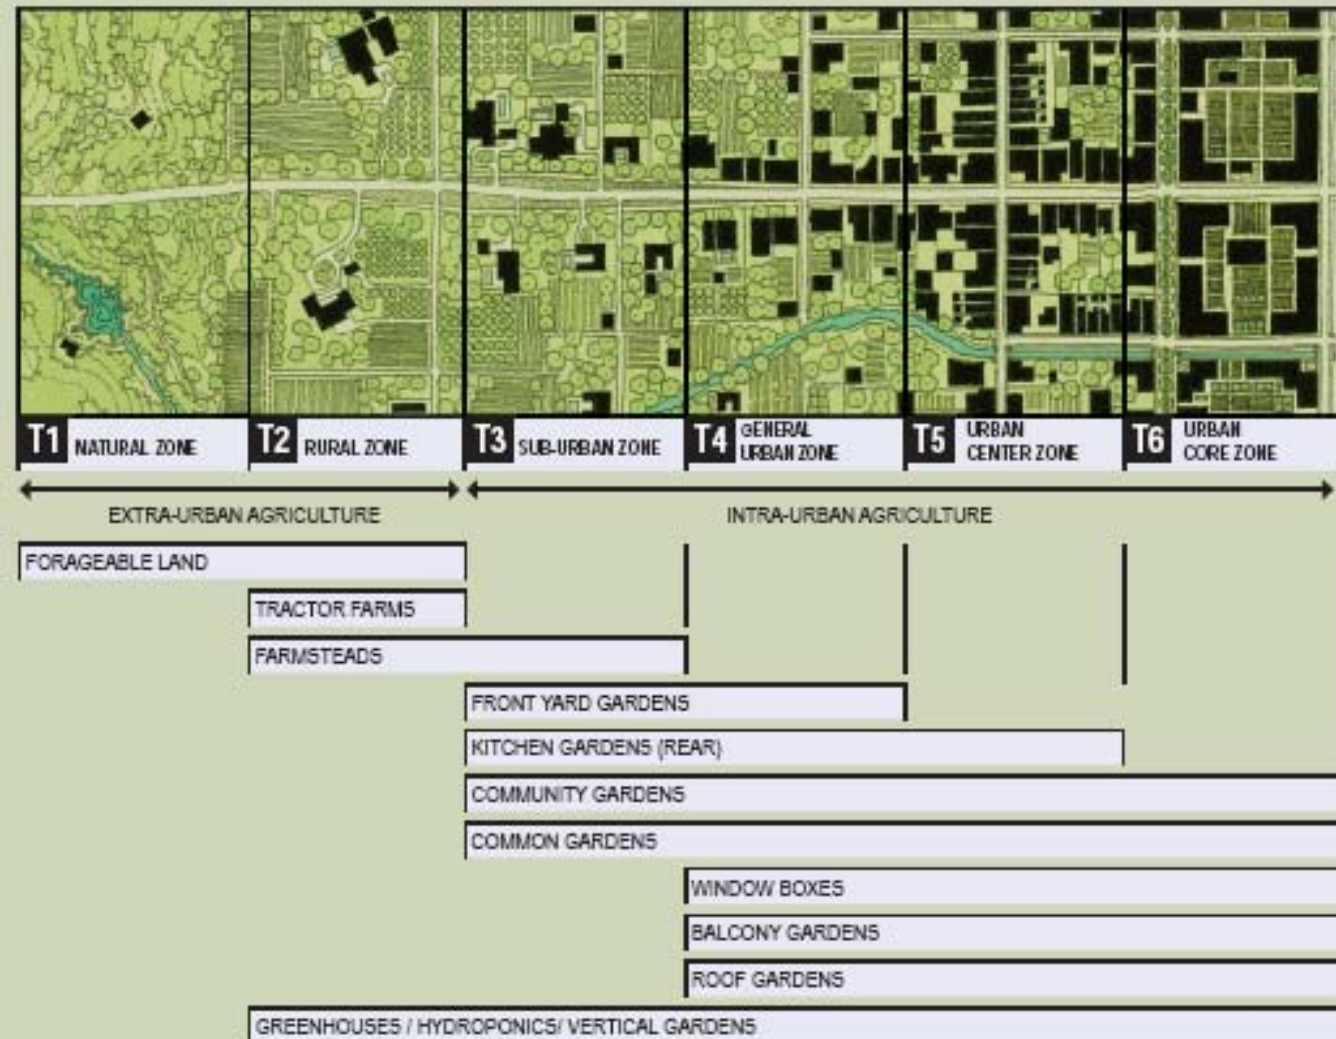 T1 NATURAL ZONE
T2 RURAL ZONE
T3 SUB-URBAN ZONE
T4 GENERAL
URBAN ZONE
T5 URBAN
CENTER ZONE
T6 URBAN
CORE ZONE
EXTRA-URBAN AGRICULTURE
INTRA-URBAN AGRICULTURE
FORAGEABLE LAND
TRACTOR FARMS
FARMSTEADS
FRONT YARD GARDENS
KITCHEN GARDENS (REAR)
COMMUNITY GARDENS
COMMON GARDENS
WINDOW BOXES
BALCONY GARDENS
ROOF GARDENS
GREENHOUSES / HYDROPONICS/ VERTICAL GARDENS